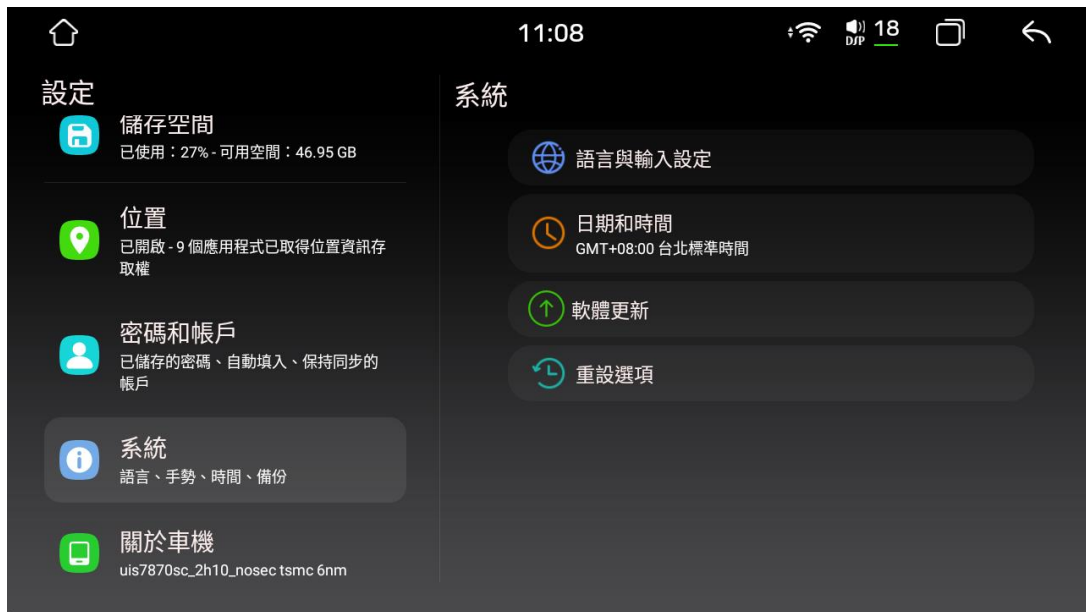 11:08
DSP
18
設定
儲存空間
已使用：27% - 可用空間：46.95 GB
位置
已開啟 - 9 個應用程式已取得位置資訊存
取權
密碼和帳戶
已儲存的密碼、自動填入、保持同步的
帳戶
系統
語言、手勢、時間、備份
關於車機
uis7870sc_2h10_nosec tsmc 6nm
系統
語言與輸入設定
日期和時間
GMT+08:00 台北標準時間
軟體更新
重設選項